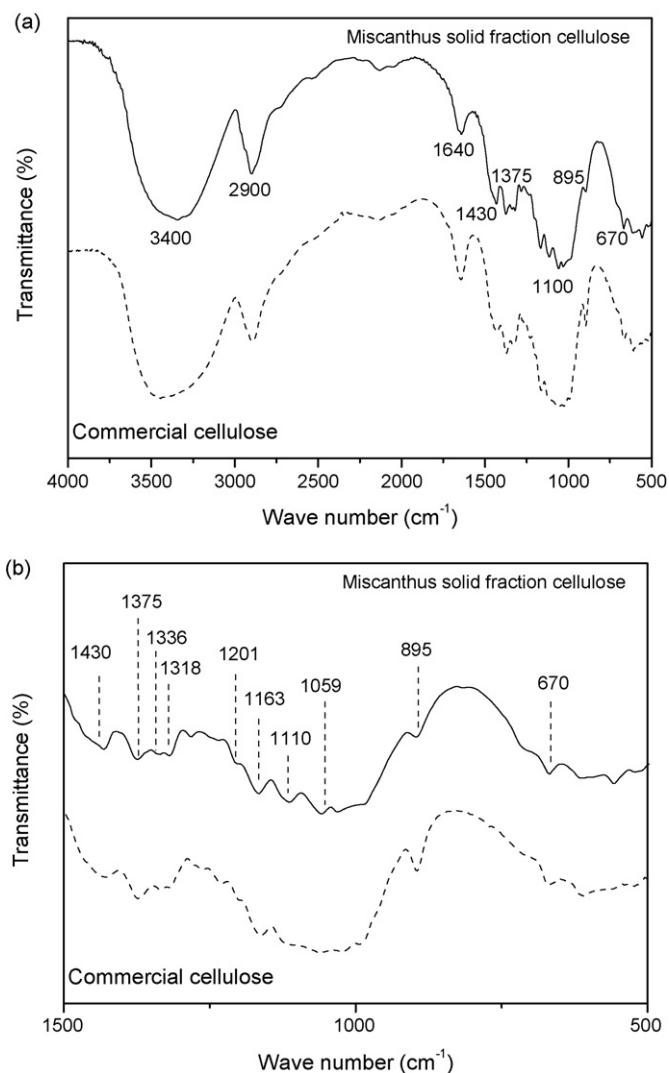 (a)
Miscanthus solid fraction cellulose
Transmittance (%)
3400
2900
1640
1430
1375
1100
895
670
Commercial cellulose
4000 3500 3000 2500 2000 1500 1000 500
Wave number (cm⁻¹)
(b)
Miscanthus solid fraction cellulose
Transmittance (%)
1430
1375
1336
1318
1201
1163
1110
1059
895
670
Commercial cellulose
1500 1000 500
Wave number (cm⁻¹)